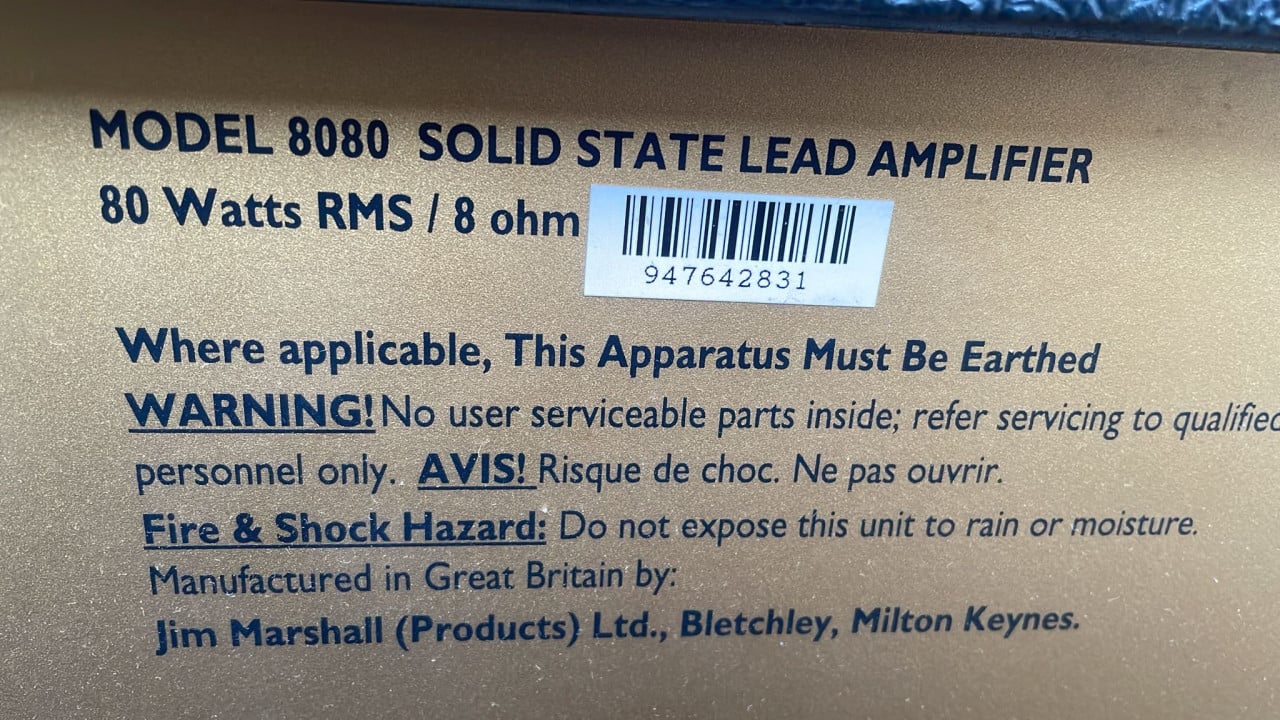 MODEL 8080 SOLID STATE LEAD AMPLIFIER
80 Watts RMS / 8 ohm
947642831
Where applicable, This Apparatus Must Be Earthed
WARNING! No user serviceable parts inside; refer servicing to qualified
personnel only. AVIS! Risque de choc. Ne pas ouvrir.
Fire & Shock Hazard: Do not expose this unit to rain or moisture.
Manufactured in Great Britain by:
Jim Marshall (Products) Ltd., Bletchley, Milton Keynes.